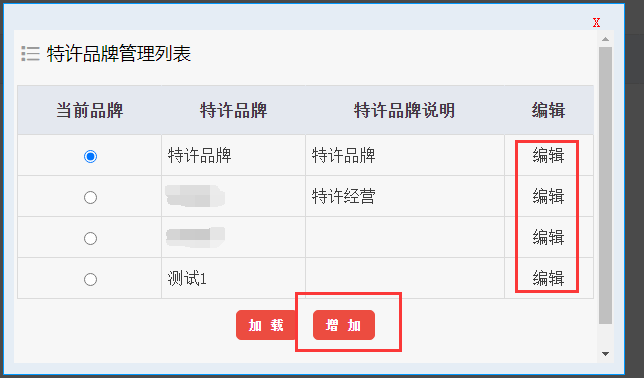 X
特许品牌管理列表
当前品牌 特许品牌 特许品牌说明 编辑
特许品牌 特许品牌 编辑
特许经营 编辑
编辑
测试1 编辑
加 载 增 加